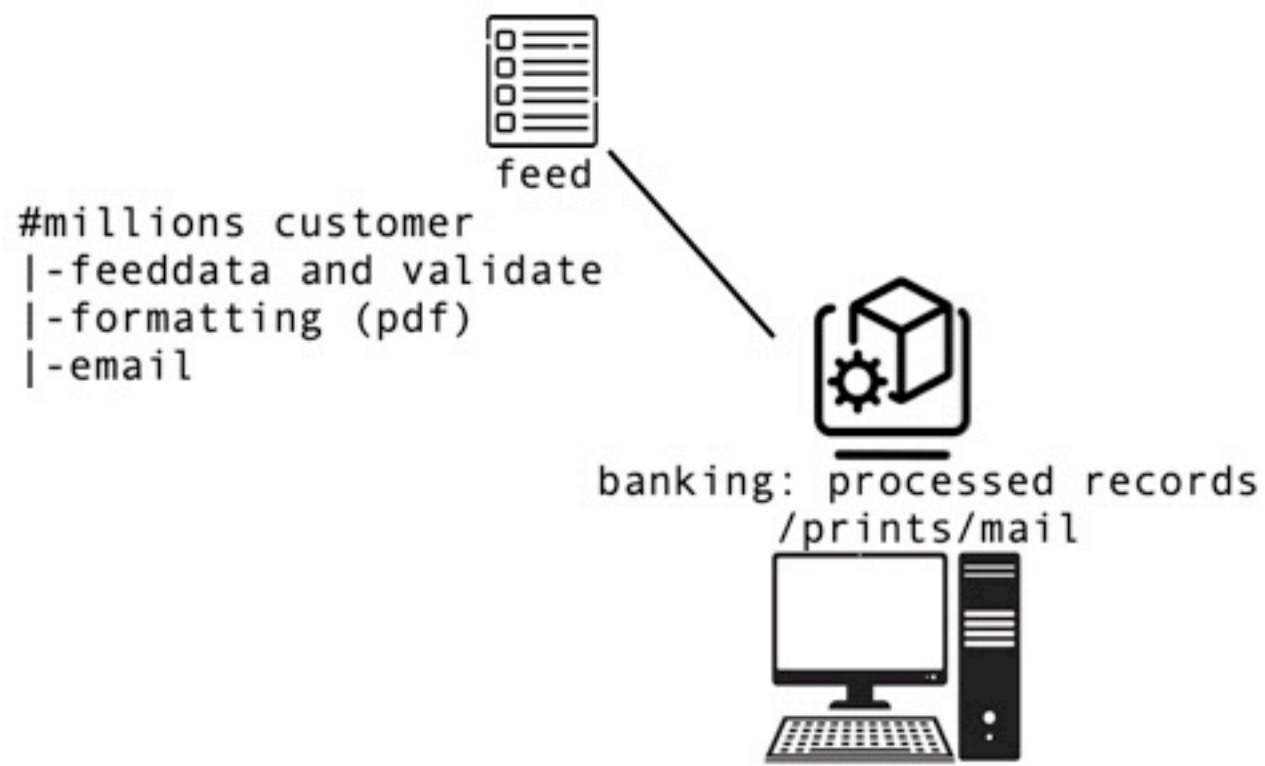 feed
#millions customer
|-feeddata and validate
|-formatting (pdf)
|-email
banking: processed records
/prints/mail